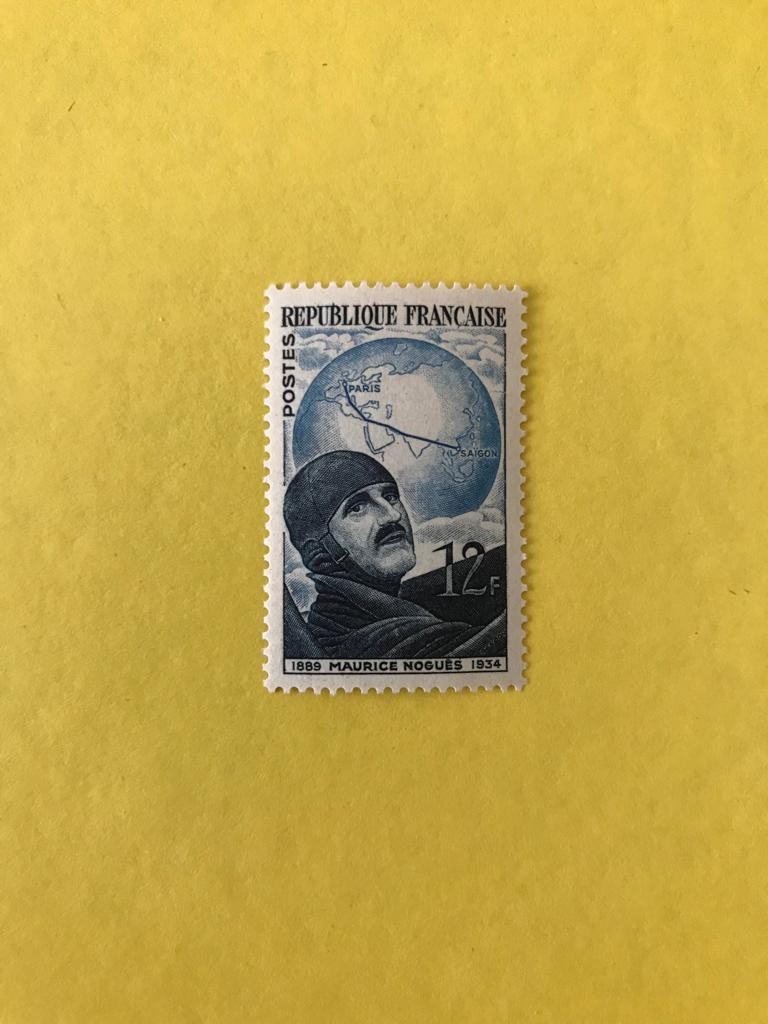 REPUBLIQUE FRANCAISE
POSTES
PARIS
SAIGON
12F
1889 MAURICE NOGUÈS 1934